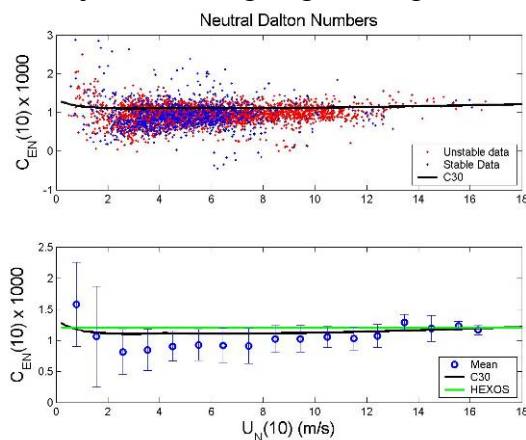 Neutral Dalton Numbers
C_EN(10) x 1000
3
2
1
0
-1
0 2 4 6 8 10 12 14 16 18
Unstable data
Stable Data
C30
C_EN(10) x 1000
2.5
2
1.5
1
0.5
0
0 2 4 6 8 10 12 14 16 18
Mean
C30
HEXOS
U_N(10) (m/s)